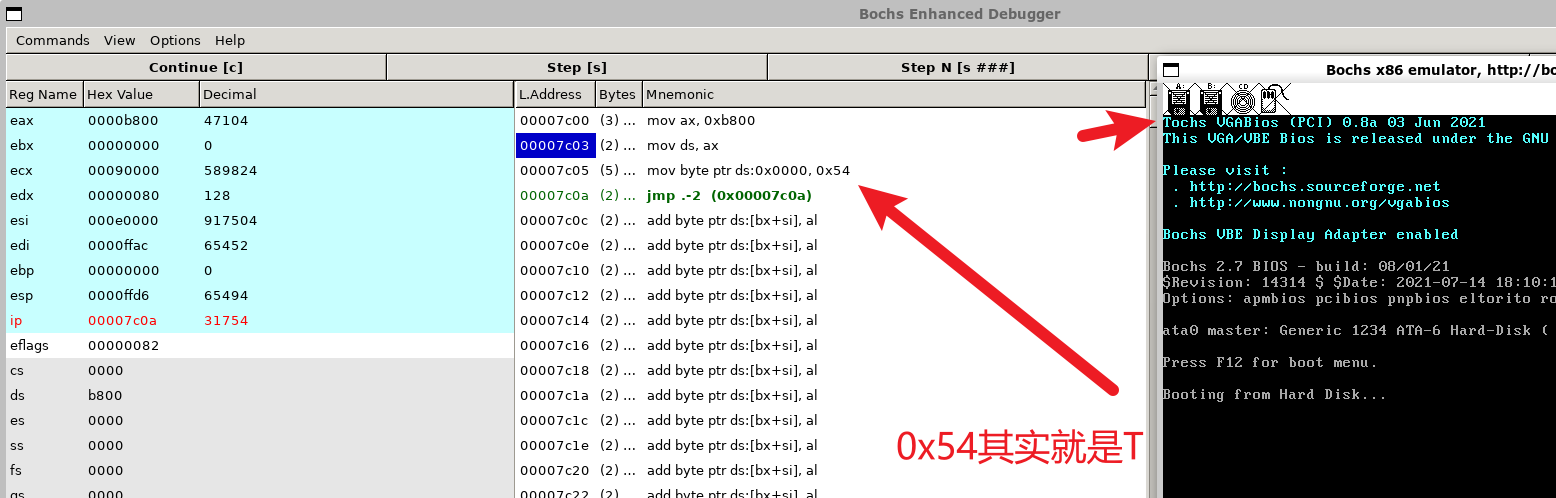 Bochs Enhanced Debugger
Commands View Options Help
Continue [c] Step [s] Step N [s ###]
Reg Name Hex Value Decimal
eax 0000b800 47104
ebx 00000000 0
ecx 00090000 589824
edx 00000080 128
esi 000e0000 917504
edi 0000ffac 65452
ebp 00000000 0
esp 0000ffd6 65494
ip 00007c0a 31754
eflags 00000082
cs 0000
ds b800
es 0000
ss 0000
fs 0000
gs 0000
L.Address Bytes Mnemonic
00007c00 (3) ... mov ax, 0xb800
00007c03 (2) ... mov ds, ax
00007c05 (5) ... mov byte ptr ds:0x0000, 0x54
00007c0a (2) ... jmp .-2 (0x00007c0a)
00007c0c (2) ... add byte ptr ds:[bx+si], al
00007c0e (2) ... add byte ptr ds:[bx+si], al
00007c10 (2) ... add byte ptr ds:[bx+si], al
00007c12 (2) ... add byte ptr ds:[bx+si], al
00007c14 (2) ... add byte ptr ds:[bx+si], al
00007c16 (2) ... add byte ptr ds:[bx+si], al
00007c18 (2) ... add byte ptr ds:[bx+si], al
00007c1a (2) ... add byte ptr ds:[bx+si], al
00007c1c (2) ... add byte ptr ds:[bx+si], al
00007c1e (2) ... add byte ptr ds:[bx+si], al
00007c20 (2) ... add byte ptr ds:[bx+si], al
00007c22 (2) ... add byte ptr ds:[bx+si], al
0x54其实就是T
Bochs x86 emulator, http://bo
A: B: CD
Tochs VGABios (PCI) 0.8a 03 Jun 2021
This VGA/VBE Bios is released under the GNU
Please visit :
. http://bochs.sourceforge.net
. http://www.nongnu.org/vgabios
Bochs VBE Display Adapter enabled
Bochs 2.7 BIOS - build: 08/01/21
$Revision: 14314 $ $Date: 2021-07-14 18:10:1
Options: apmbios pcibios pnpbios eltorito ro
ata0 master: Generic 1234 ATA-6 Hard-Disk (
Press F12 for boot menu.
Booting from Hard Disk...